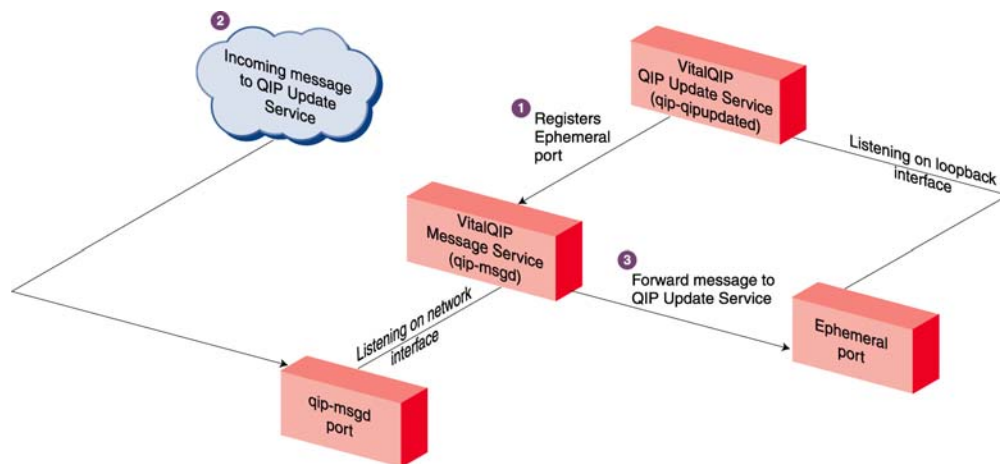 2
Incoming message
to QIP Update
Service
VitalQIP
QIP Update Service
(qip-qipupdated)
1
Registers
Ephemeral
port
Listening on loopback
interface
VitalQIP
Message Service
(qip-msgd)
3
Forward message to
QIP Update Service
Listening on network
interface
Ephemeral
port
qip-msgd
port